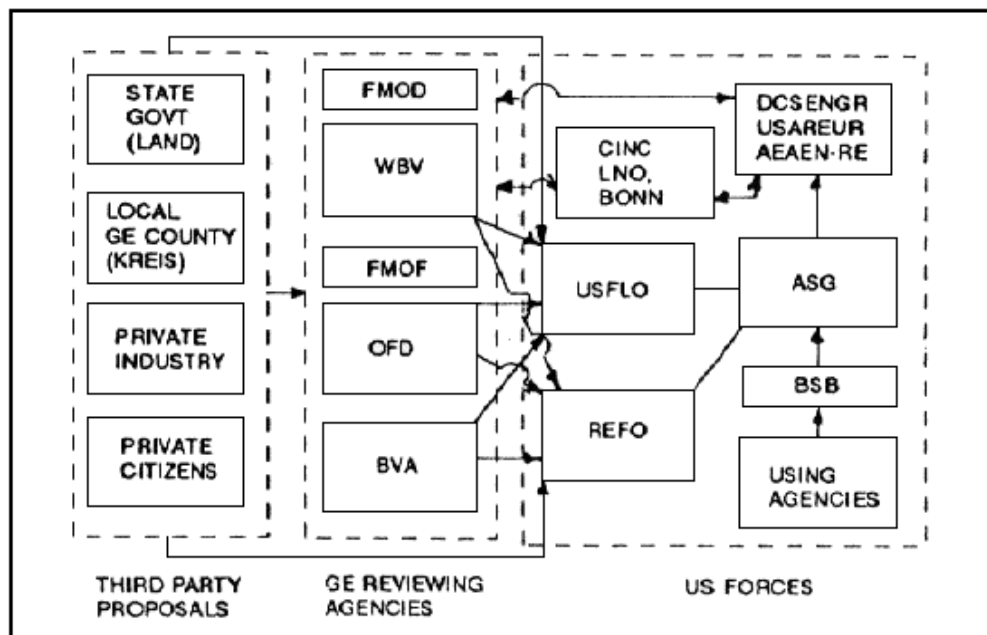 STATE
GOVT
(LAND)
LOCAL
GE COUNTY
(KREIS)
PRIVATE
INDUSTRY
PRIVATE
CITIZENS
THIRD PARTY
PROPOSALS
FMOD
WBV
FMOF
OFD
BVA
GE REVIEWING
AGENCIES
CINC
LNO,
BONN
DCSENGR
USAREUR
AEAEN-RE
USFLO
ASG
REFO
BSB
USING
AGENCIES
US FORCES